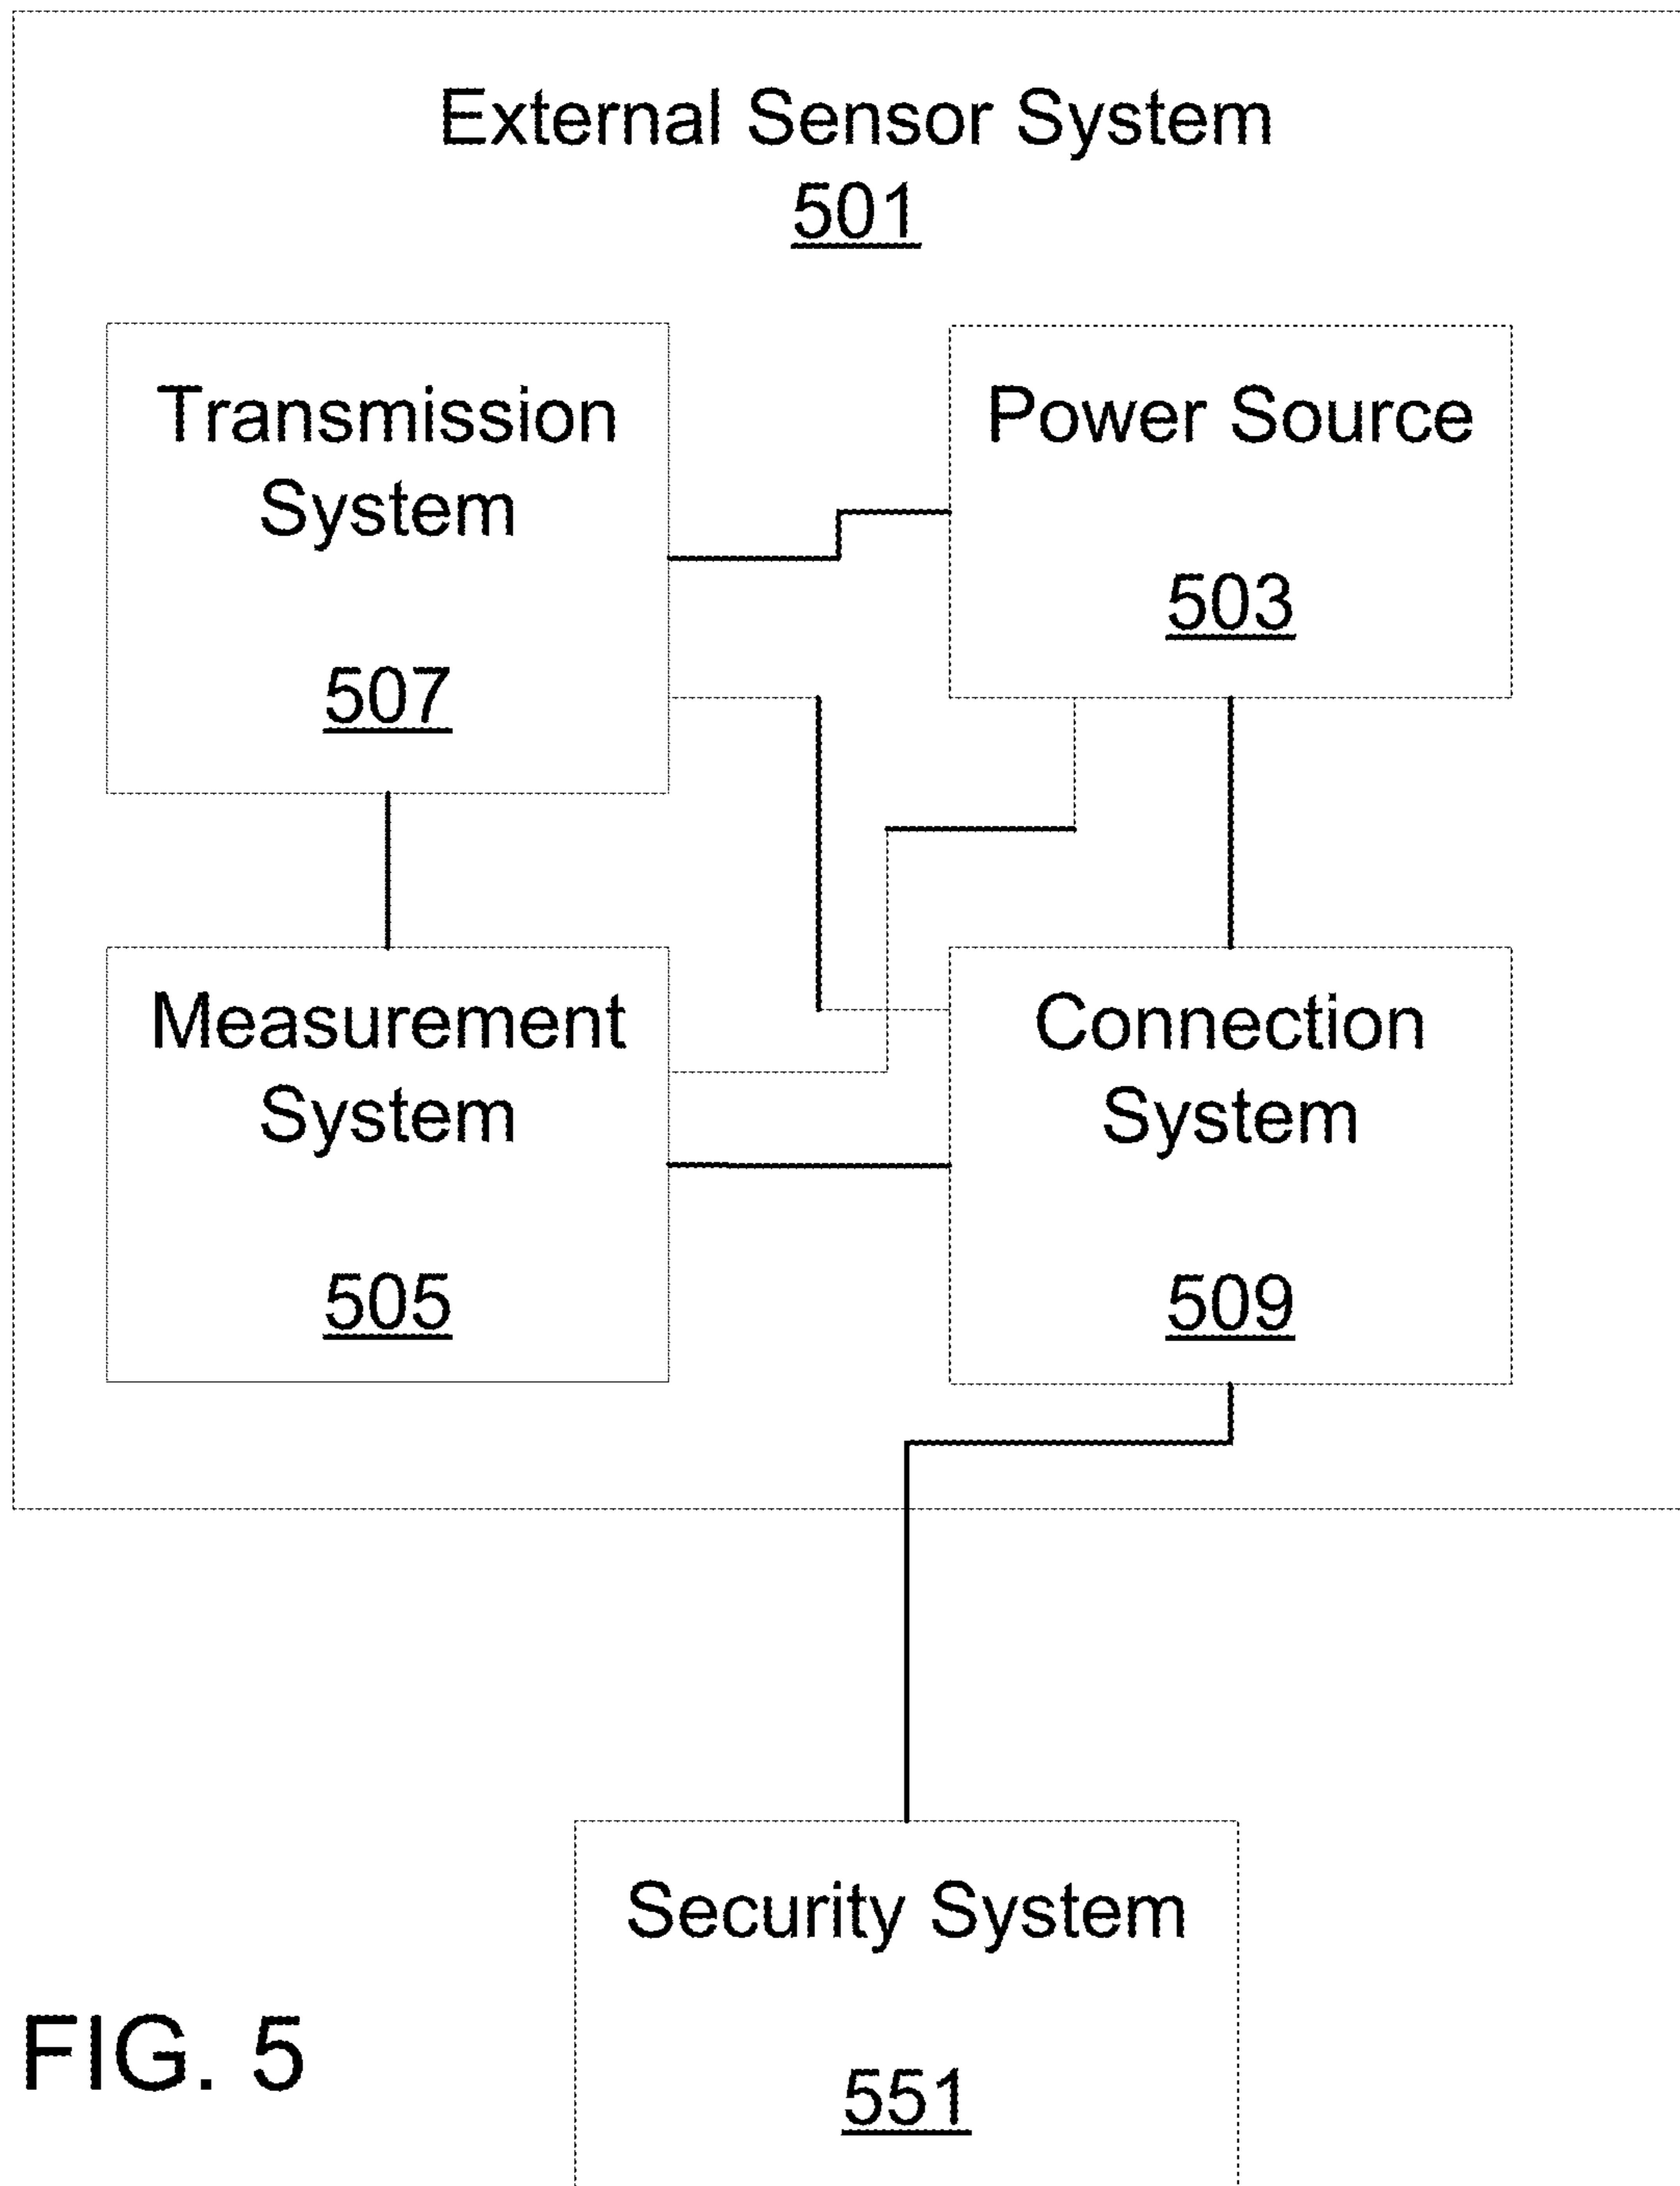 External Sensor System
501
Transmission
System
507
Power Source
503
Measurement
System
505
Connection
System
509
Security System
551
FIG. 5